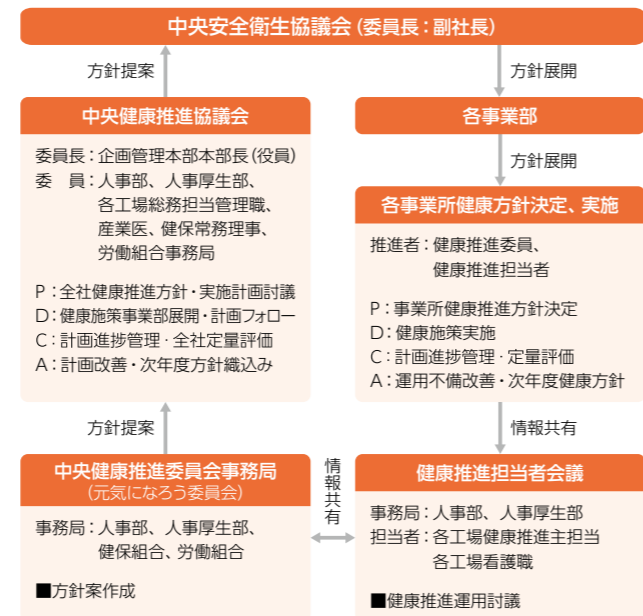 中央安全衛生協議会（委員長：副社長）
方針提案
方針展開
中央健康推進協議会
委員長：企画管理本部本部長（役員）
委　員：人事部、人事厚生部、
各工場総務担当管理職、
産業医、健保常務理事、
労働組合事務局
P：全社健康推進方針・実施計画討議
D：健康施策事業部展開・計画フォロー
C：計画進捗管理・全社定量評価
A：計画改善・次年度方針織込み
各事業部
方針展開
各事業所健康方針決定、実施
推進者：健康推進委員、
健康推進担当者
P：事業所健康推進方針決定
D：健康施策実施
C：計画進捗管理・定量評価
A：運用不備改善・次年度健康方針
方針提案
情報共有
中央健康推進委員会事務局
（元気になろう委員会）
事務局：人事部、人事厚生部、
健保組合、労働組合
■方針案作成
情報共有
健康推進担当者会議
事務局：人事部、人事厚生部
担当者：各工場健康推進主担当
各工場看護職
■健康推進運用討議